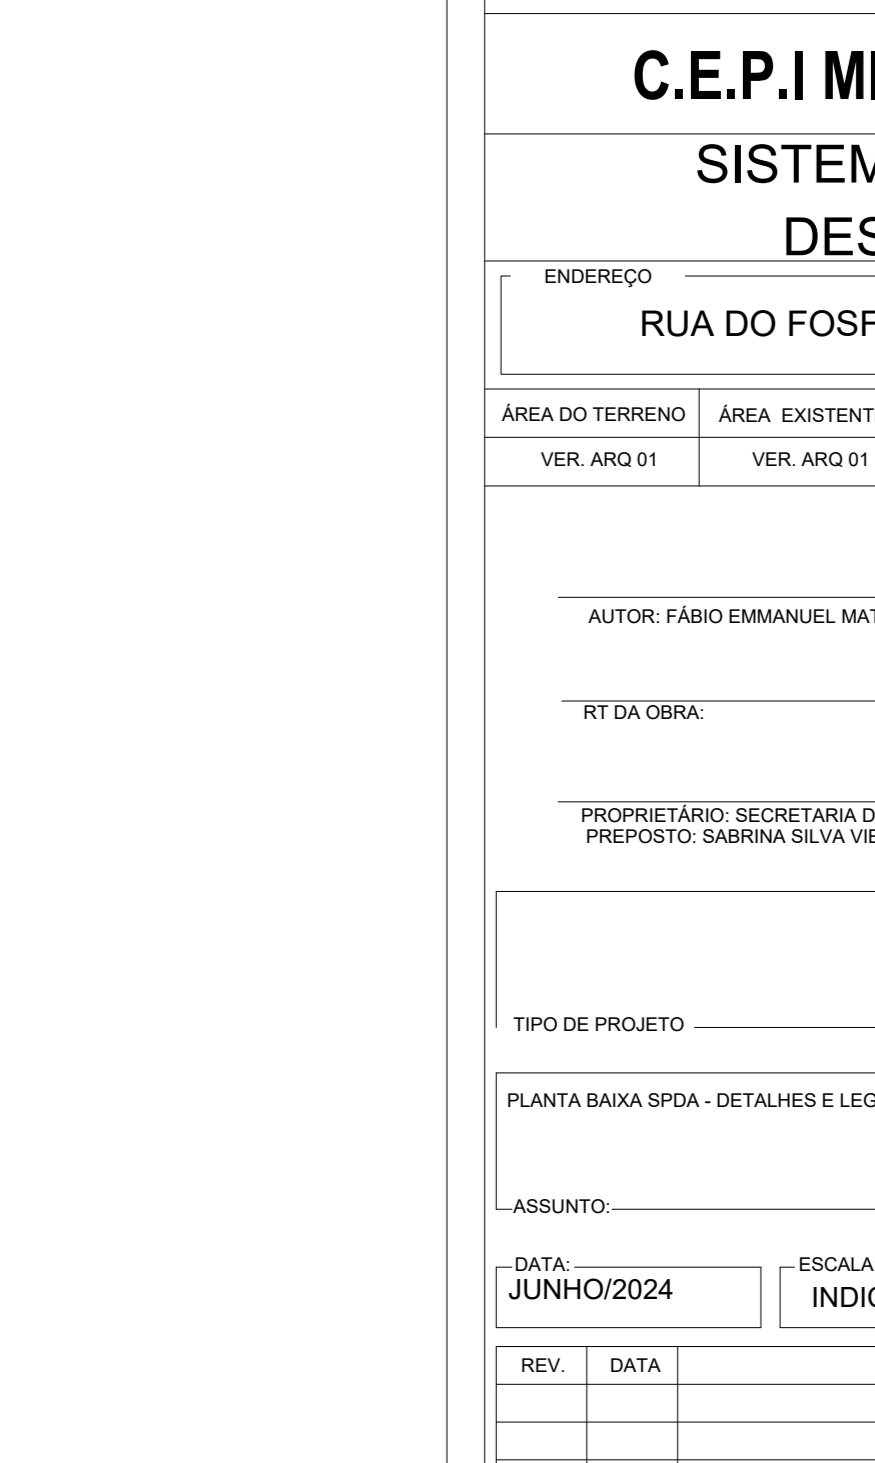 C.E.P.I
SISTEM
DES
ENDEREÇO
RUA DO FOSF
ÁREA DO TERRENO ÁREA EXISTENT
VER. ARQ 01 VER. ARQ 01
AUTOR: FÁBIO EMMANUEL MAT
RT DA OBRA:
PROPRIETÁRIO: SECRETARIA D
PREPOSTO: SABRINA SILVA VIE
TIPO DE PROJETO
PLANTA BAIXA SPDA - DETALHES E LEG
ASSUNTO:
DATA: ESCALA
JUNHO/2024 INDIC
REV. DATA